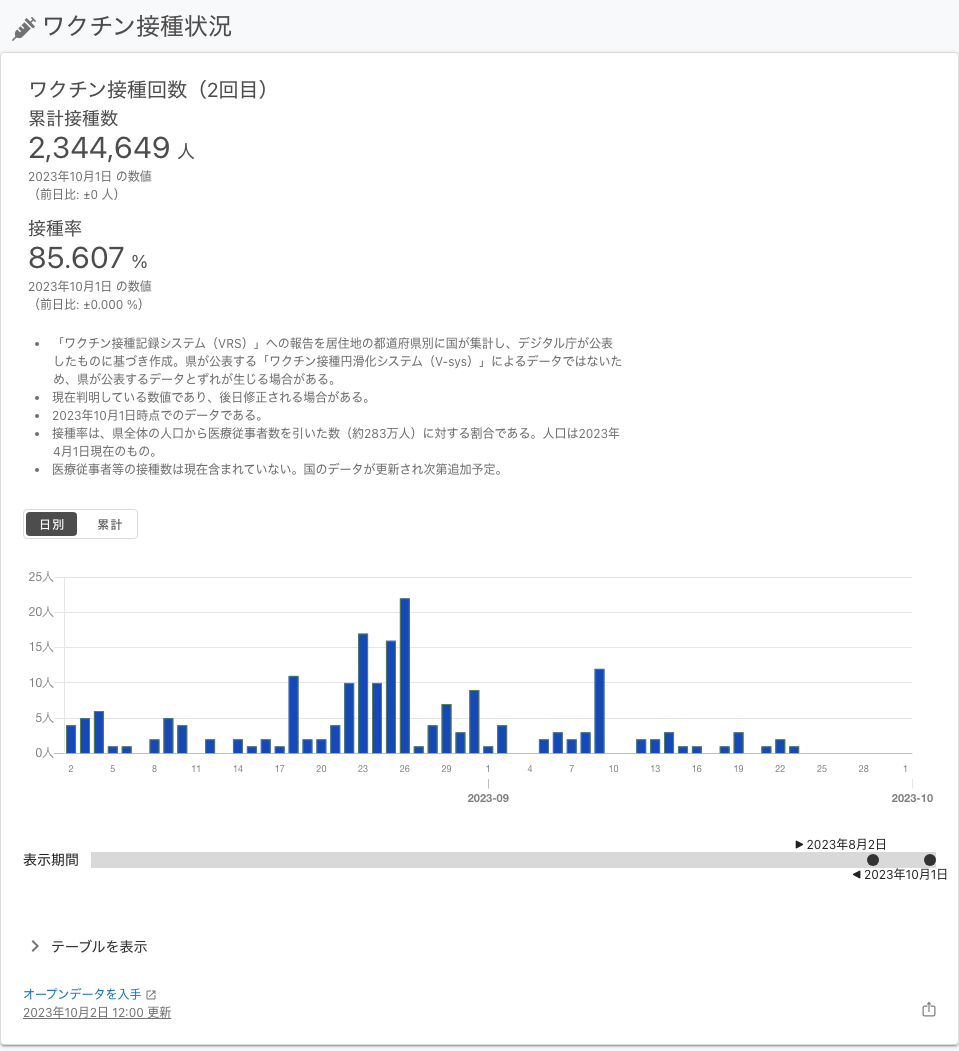 ワクチン接種状況
ワクチン接種回数（2回目）
累計接種数
2,344,649 人
2023年10月1日 の数値
（前日比: ±0 人）
接種率
85.607 %
2023年10月1日 の数値
（前日比: ±0.000 %）
• 「ワクチン接種記録システム（VRS）」への報告を居住地の都道府県別に国が集計し、デジタル庁が公表
したものに基づき作成。県が公表する「ワクチン接種円滑化システム（V-sys）」によるデータではないた
め、県が公表するデータとずれが生じる場合がある。
• 現在判明している数値であり、後日修正される場合がある。
• 2023年10月1日時点でのデータである。
• 接種率は、県全体の人口から医療従事者数を引いた数（約283万人）に対する割合である。人口は2023年
4月1日現在のもの。
• 医療従事者等の接種数は現在含まれていない。国のデータが更新され次第追加予定。
日別 累計
25人
20人
15人
10人
5人
0人
2 5 8 11 14 17 20 23 26 29 1 4 7 10 13 16 19 22 25 28 1
2023-09 2023-10
▶ 2023年8月2日
表示期間
◀ 2023年10月1日
テーブルを表示
オープンデータを入手
2023年10月2日 12:00 更新